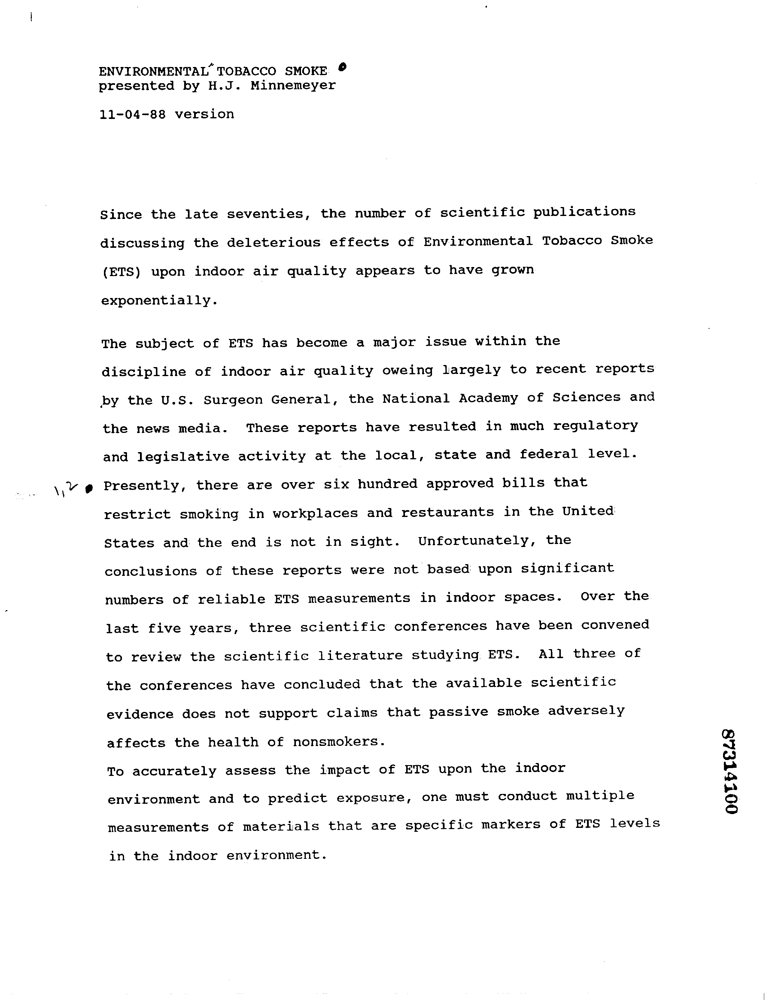 ENVIRONMENTAL TOBACCO SMOKE
presented by H.J. Minnemeyer
11-04-88 version
Since the late seventies, the number of scientific publications
discussing the deleterious effects of Environmental Tobacco Smoke
(ETS) upon indoor air quality appears to have grown
exponentially.
The subject of ETS has become a major issue within the
discipline of indoor air quality oweing largely to recent reports
by the U.S. Surgeon General, the National Academy of Sciences and
the news media. These reports have resulted in much regulatory
and legislative activity at the local, state and federal level.
1,2 Presently, there are over six hundred approved bills that
restrict smoking in workplaces and restaurants in the United
States and the end is not in sight. Unfortunately, the
conclusions of these reports were not based upon significant
numbers of reliable ETS measurements in indoor spaces. Over the
last five years, three scientific conferences have been convened
to review the scientific literature studying ETS. All three of
the conferences have concluded that the available scientific
evidence does not support claims that passive smoke adversely
affects the health of nonsmokers.
To accurately assess the impact of ETS upon the indoor
environment and to predict exposure, one must conduct multiple
measurements of materials that are specific markers of ETS levels
in the indoor environment.
87314100